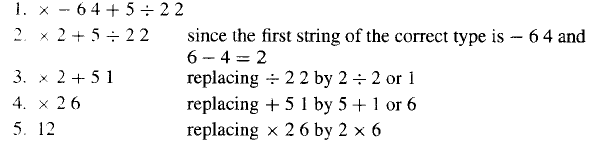 1. × − 6 4 + 5 ÷ 2 2
2. × 2 + 5 ÷ 2 2 since the first string of the correct type is − 6 4 and
6 − 4 = 2
3. × 2 + 5 1 replacing ÷ 2 2 by 2 ÷ 2 or 1
4. × 2 6 replacing + 5 1 by 5 + 1 or 6
5. 12 replacing × 2 6 by 2 × 6